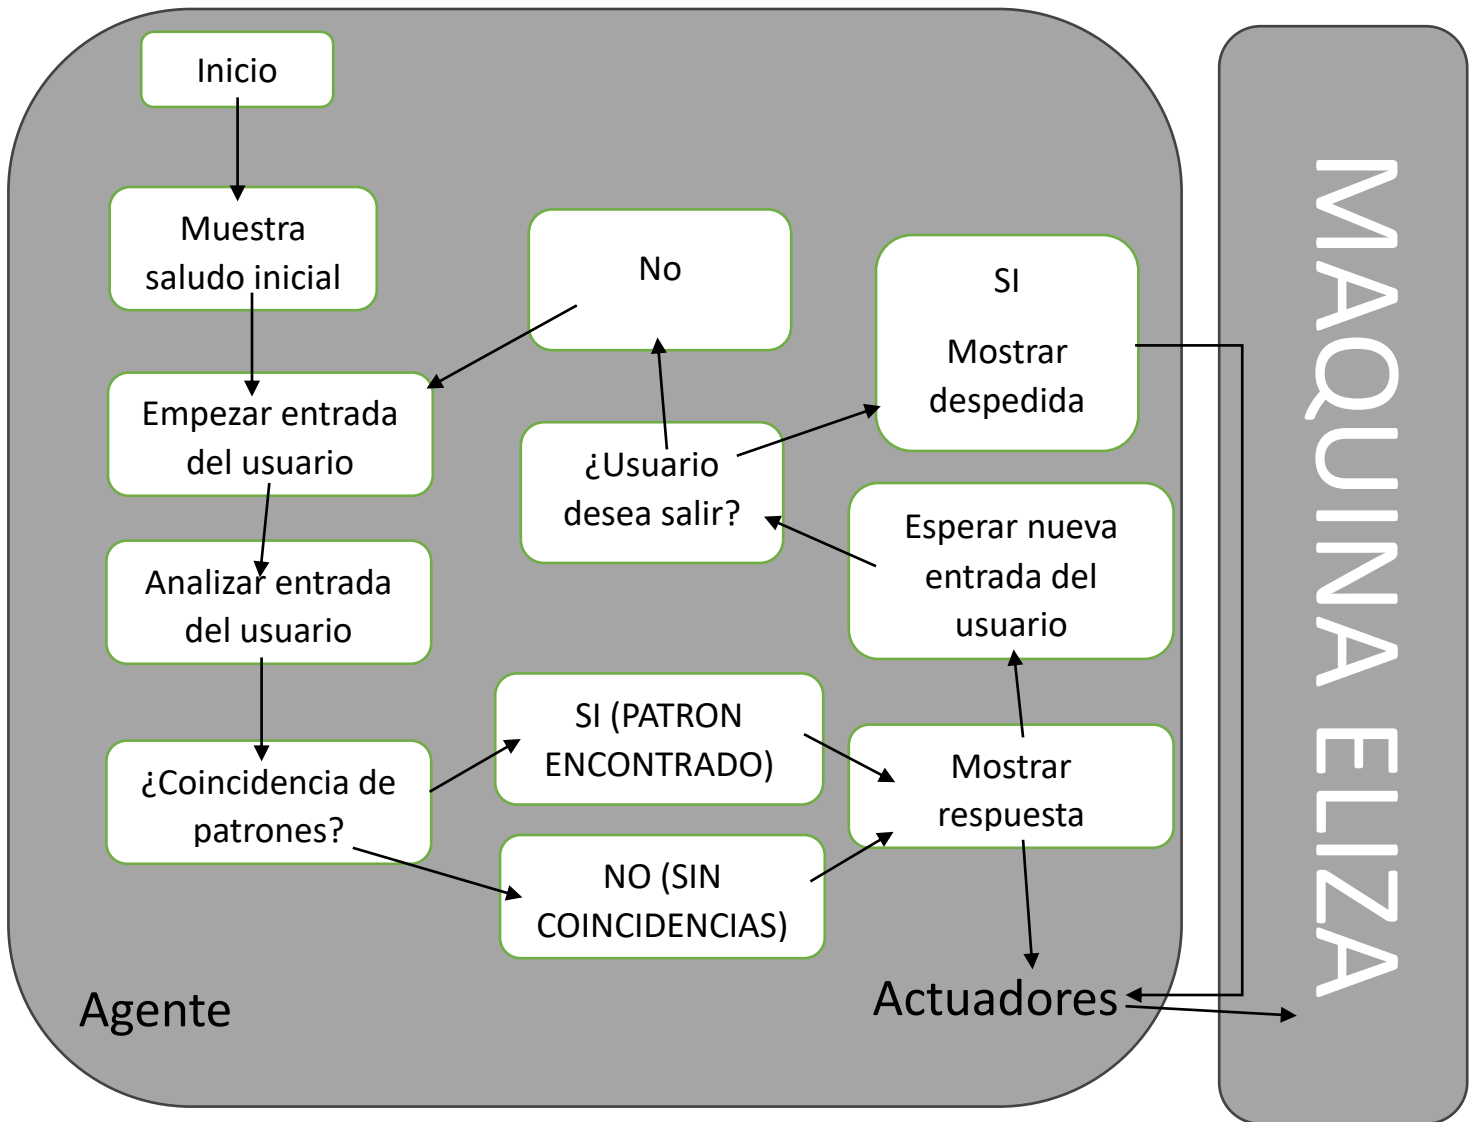 Inicio
Muestra
saludo inicial
Empezar entrada
del usuario
Analizar entrada
del usuario
¿Coincidencia de
patrones?
SI (PATRON
ENCONTRADO)
NO (SIN
COINCIDENCIAS)
Mostrar
respuesta
Esperar nueva
entrada del
usuario
¿Usuario
desea salir?
No
SI
Mostrar
despedida
Agente
Actuadores
MAQUINA ELIZA